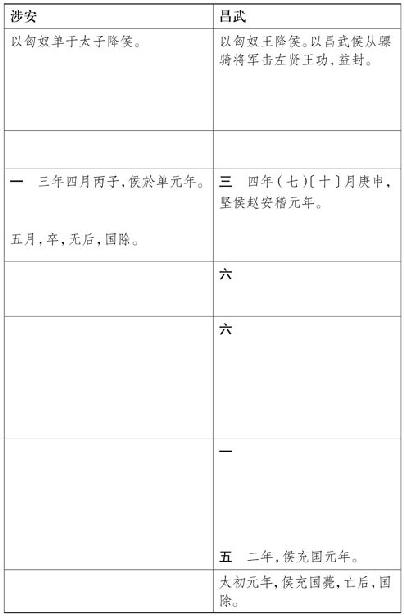 涉安
昌武
以匈奴单于太子降侯。
以匈奴王降侯。以昌武侯从骠
骑将军击左贤王功,益封。
一 三年四月丙子,侯於单元年。
五月,卒,无后,国除。
三 四年(七)〔十〕月庚申,
坚侯赵安稽元年。
六
六
一
五 二年,侯充国元年。
太初元年,侯充国薨,亡后,国
除。